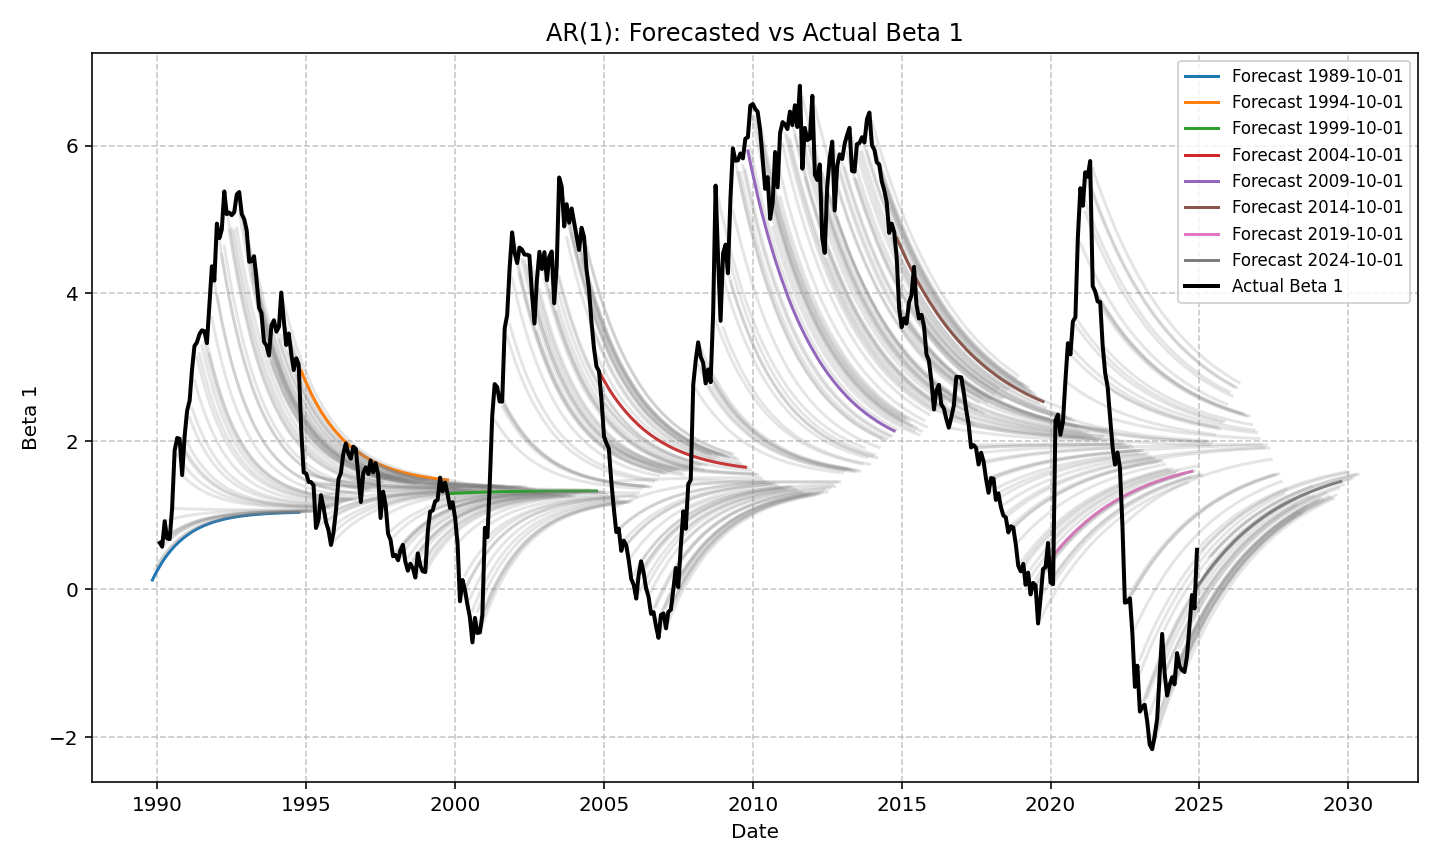 AR(1): Forecasted vs Actual Beta 1
Forecast 1989-10-01
Forecast 1994-10-01
Forecast 1999-10-01
Forecast 2004-10-01
Forecast 2009-10-01
Forecast 2014-10-01
Forecast 2019-10-01
Forecast 2024-10-01
Actual Beta 1
Beta 1
6
4
2
0
−2
1990 1995 2000 2005 2010 2015 2020 2025 2030
Date